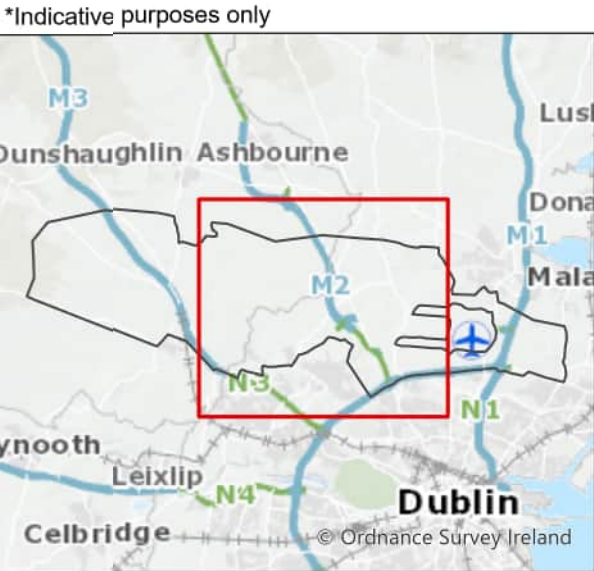 *Indicative purposes only
M3
Lus
Dunshaughlin Ashbourne
Dona
M1
M2
Mala
N3
N1
ynooth
Leixlip
N4
Dublin
Celbridge
© Ordnance Survey Ireland